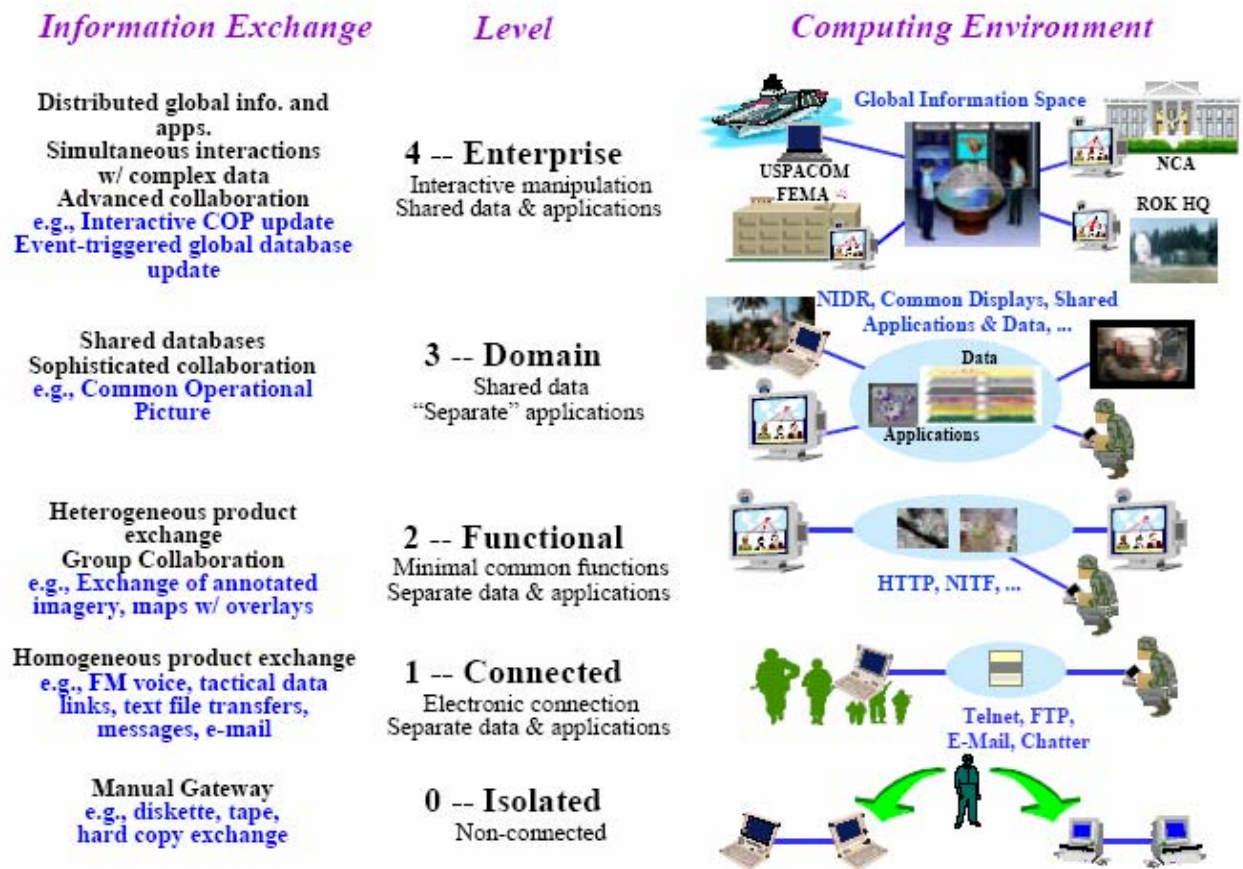 Information Exchange
Level
Computing Environment
Distributed global info. and
apps.
Simultaneous interactions
w/ complex data
Advanced collaboration
e.g., Interactive COP update
Event-triggered global database
update
4 -- Enterprise
Interactive manipulation
Shared data & applications
Global Information Space
USPACOM
FEMA
NCA
ROK HQ
Shared databases
Sophisticated collaboration
e.g., Common Operational
Picture
3 -- Domain
Shared data
“Separate” applications
NIDR, Common Displays, Shared
Applications & Data, ...
Data
Applications
Heterogeneous product
exchange
Group Collaboration
e.g., Exchange of annotated
imagery, maps w/ overlays
2 -- Functional
Minimal common functions
Separate data & applications
HTTP, NITF, ...
Homogeneous product exchange
e.g., FM voice, tactical data
links, text file transfers,
messages, e-mail
1 -- Connected
Electronic connection
Separate data & applications
Telnet, FTP,
E-Mail, Chatter
Manual Gateway
e.g., diskette, tape,
hard copy exchange
0 -- Isolated
Non-connected